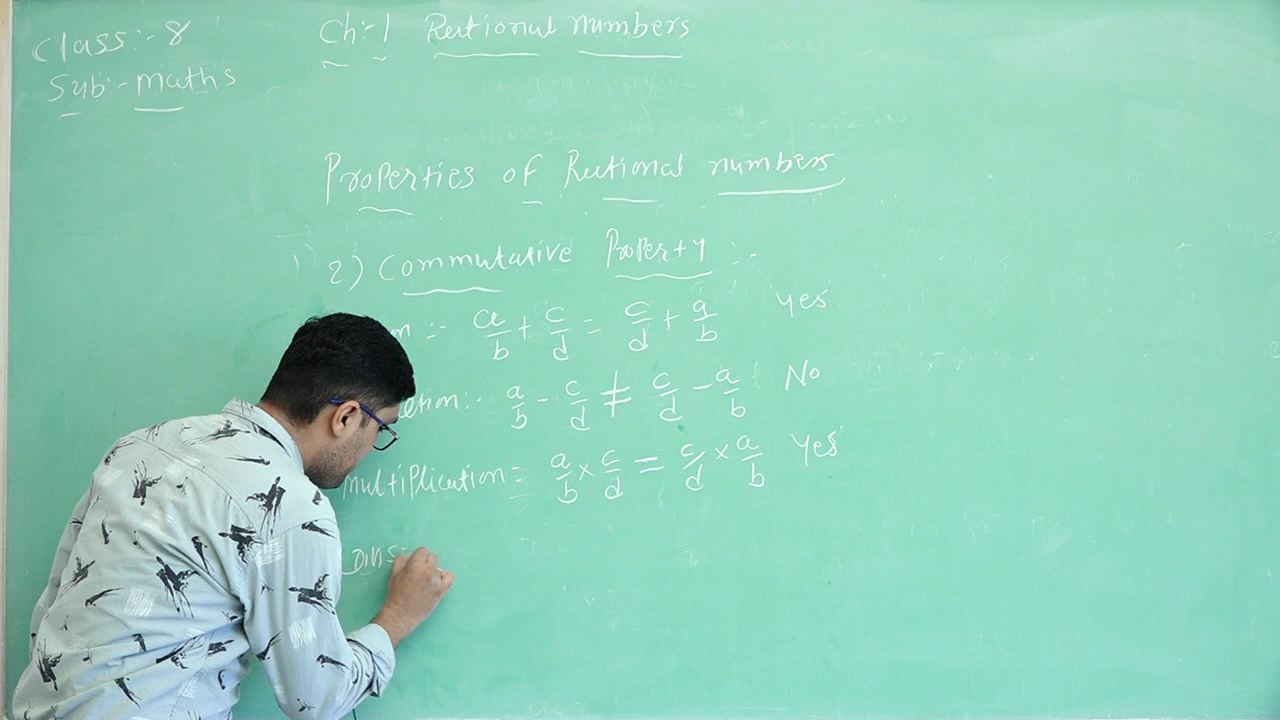 Class:- 8
Sub:- Maths
Ch:-1 Rational numbers
Properties of Rational numbers
2) Commutative Property :-
:- a/b + c/d = c/d + a/b yes
:- a/b - c/d ≠ c/d - a/b No
multiplication = a/b × c/d = c/d × a/b yes